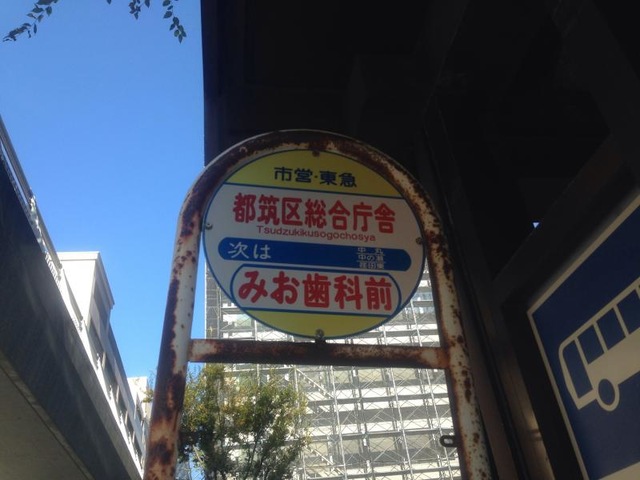 市営・東急
都筑区総合庁舎
Tsudzukikusogochosya
次は
みお歯科前